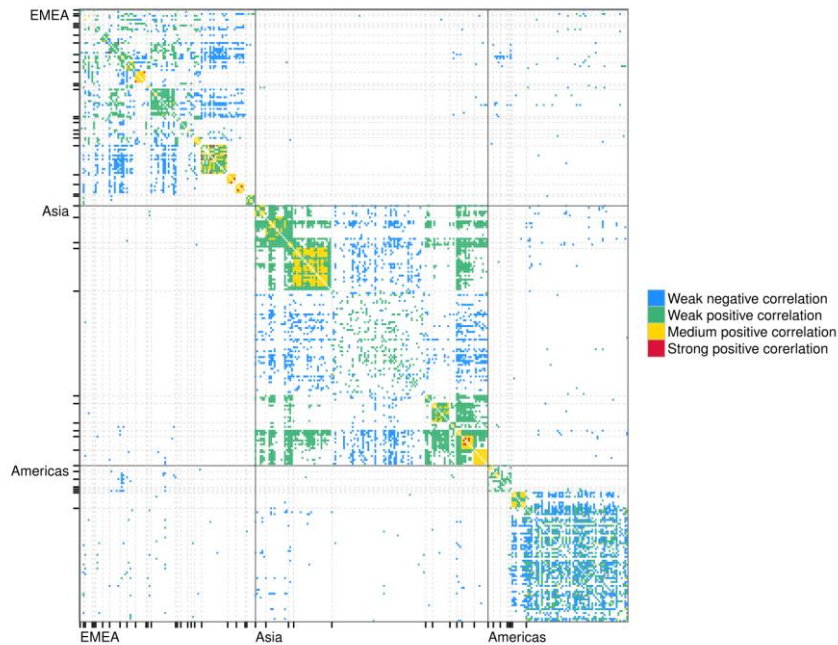 EMEA
Asia
Weak negative correlation
Weak positive correlation
Medium positive correlation
Strong positive corerlation
Americas
EMEA Asia Americas